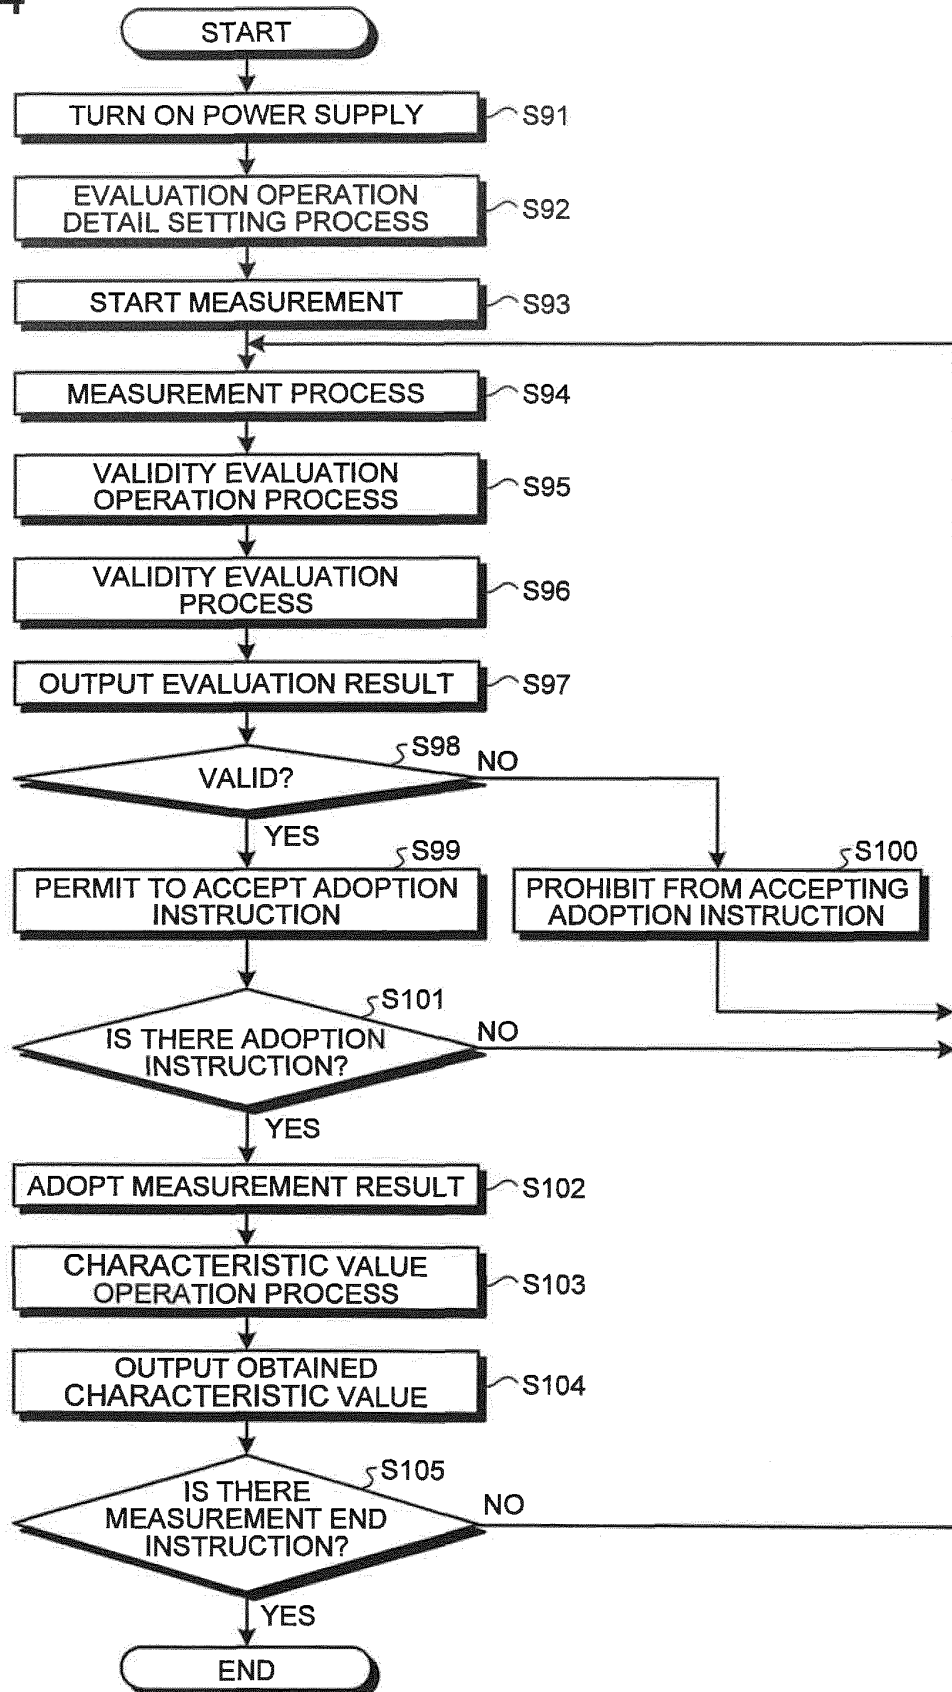 START
TURN ON POWER SUPPLY
S91
EVALUATION OPERATION
DETAIL SETTING PROCESS
S92
START MEASUREMENT
S93
MEASUREMENT PROCESS
S94
VALIDITY EVALUATION
OPERATION PROCESS
S95
VALIDITY EVALUATION
PROCESS
S96
OUTPUT EVALUATION RESULT
S97
S98
VALID?
NO
YES
S99
PERMIT TO ACCEPT ADOPTION
INSTRUCTION
S100
PROHIBIT FROM ACCEPTING
ADOPTION INSTRUCTION
S101
IS THERE ADOPTION
INSTRUCTION?
NO
YES
ADOPT MEASUREMENT RESULT
S102
CHARACTERISTIC VALUE
OPERATION PROCESS
S103
OUTPUT OBTAINED
CHARACTERISTIC VALUE
S104
S105
IS THERE
MEASUREMENT END
INSTRUCTION?
NO
YES
END